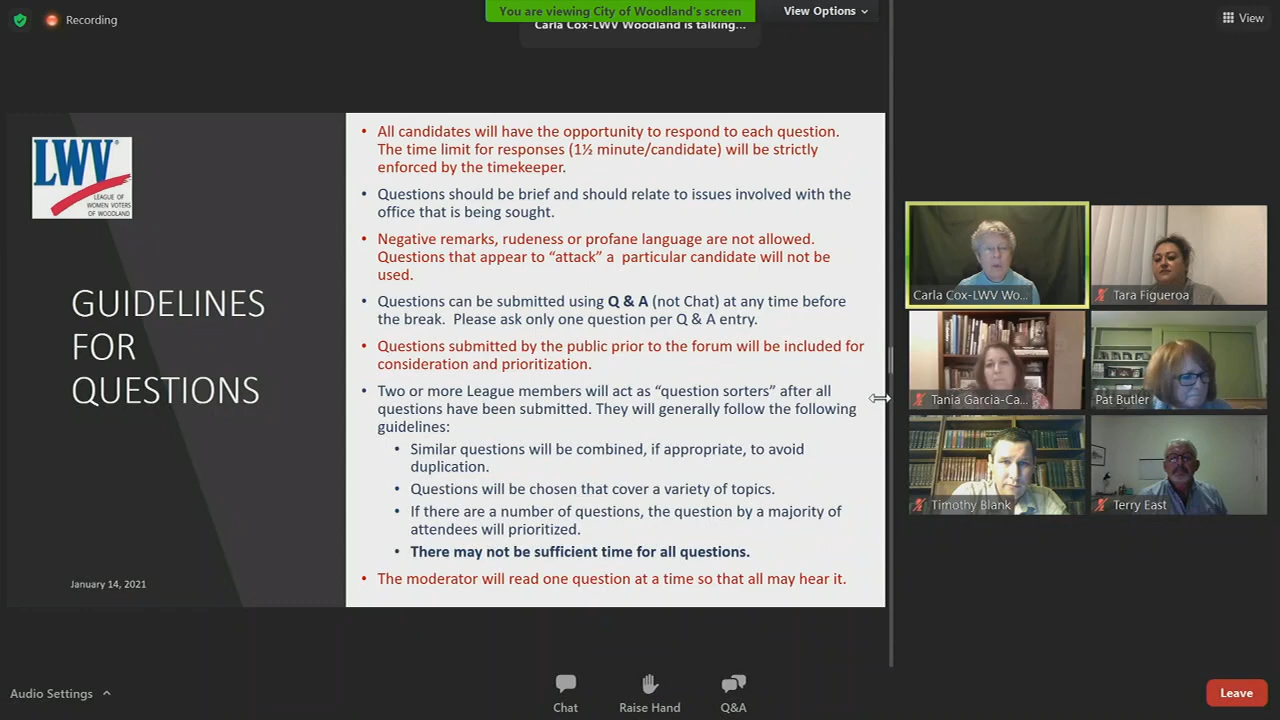 Recording
You are viewing City of Woodland's screen
View Options
View
Carla Cox-LWV Woodland is talking...
LWV
LEAGUE OF
WOMEN VOTERS
OF WOODLAND
GUIDELINES
FOR
QUESTIONS
January 14, 2021
• All candidates will have the opportunity to respond to each question.
The time limit for responses (1½ minute/candidate) will be strictly
enforced by the timekeeper.
• Questions should be brief and should relate to issues involved with the
office that is being sought.
• Negative remarks, rudeness or profane language are not allowed.
Questions that appear to “attack” a particular candidate will not be
used.
• Questions can be submitted using Q & A (not Chat) at any time before
the break. Please ask only one question per Q & A entry.
• Questions submitted by the public prior to the forum will be included for
consideration and prioritization.
• Two or more League members will act as “question sorters” after all
questions have been submitted. They will generally follow the following
guidelines:
• Similar questions will be combined, if appropriate, to avoid
duplication.
• Questions will be chosen that cover a variety of topics.
• If there are a number of questions, the question by a majority of
attendees will prioritized.
• There may not be sufficient time for all questions.
• The moderator will read one question at a time so that all may hear it.
Carla Cox-LWV Wo...
Tara Figueroa
Tania Garcia-Ca...
Pat Butler
Timothy Blank
Terry East
Audio Settings
Chat
Raise Hand
Q&A
Leave